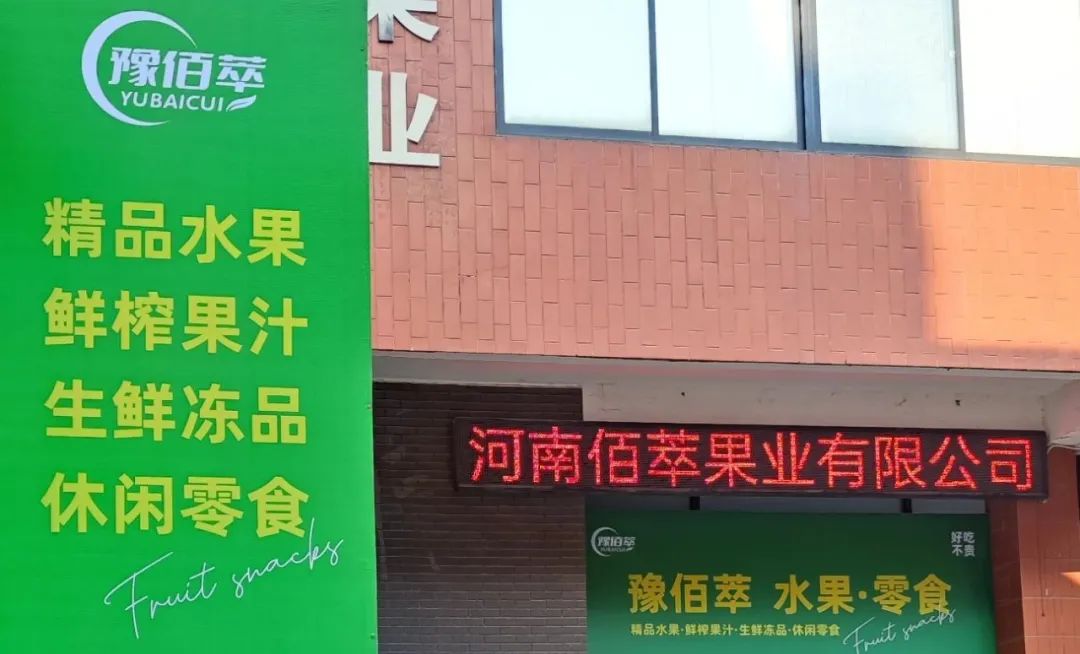 豫佰萃
YUBAICUI
精品水果
鲜榨果汁
生鲜冻品
休闲零食
Fruit snacks
果
业
河南佰萃果业有限公司
豫佰萃
YUBAICUI
好吃
不贵
豫佰萃 水果·零食
精品水果·鲜榨果汁·生鲜冻品·休闲零食
Fruit snacks